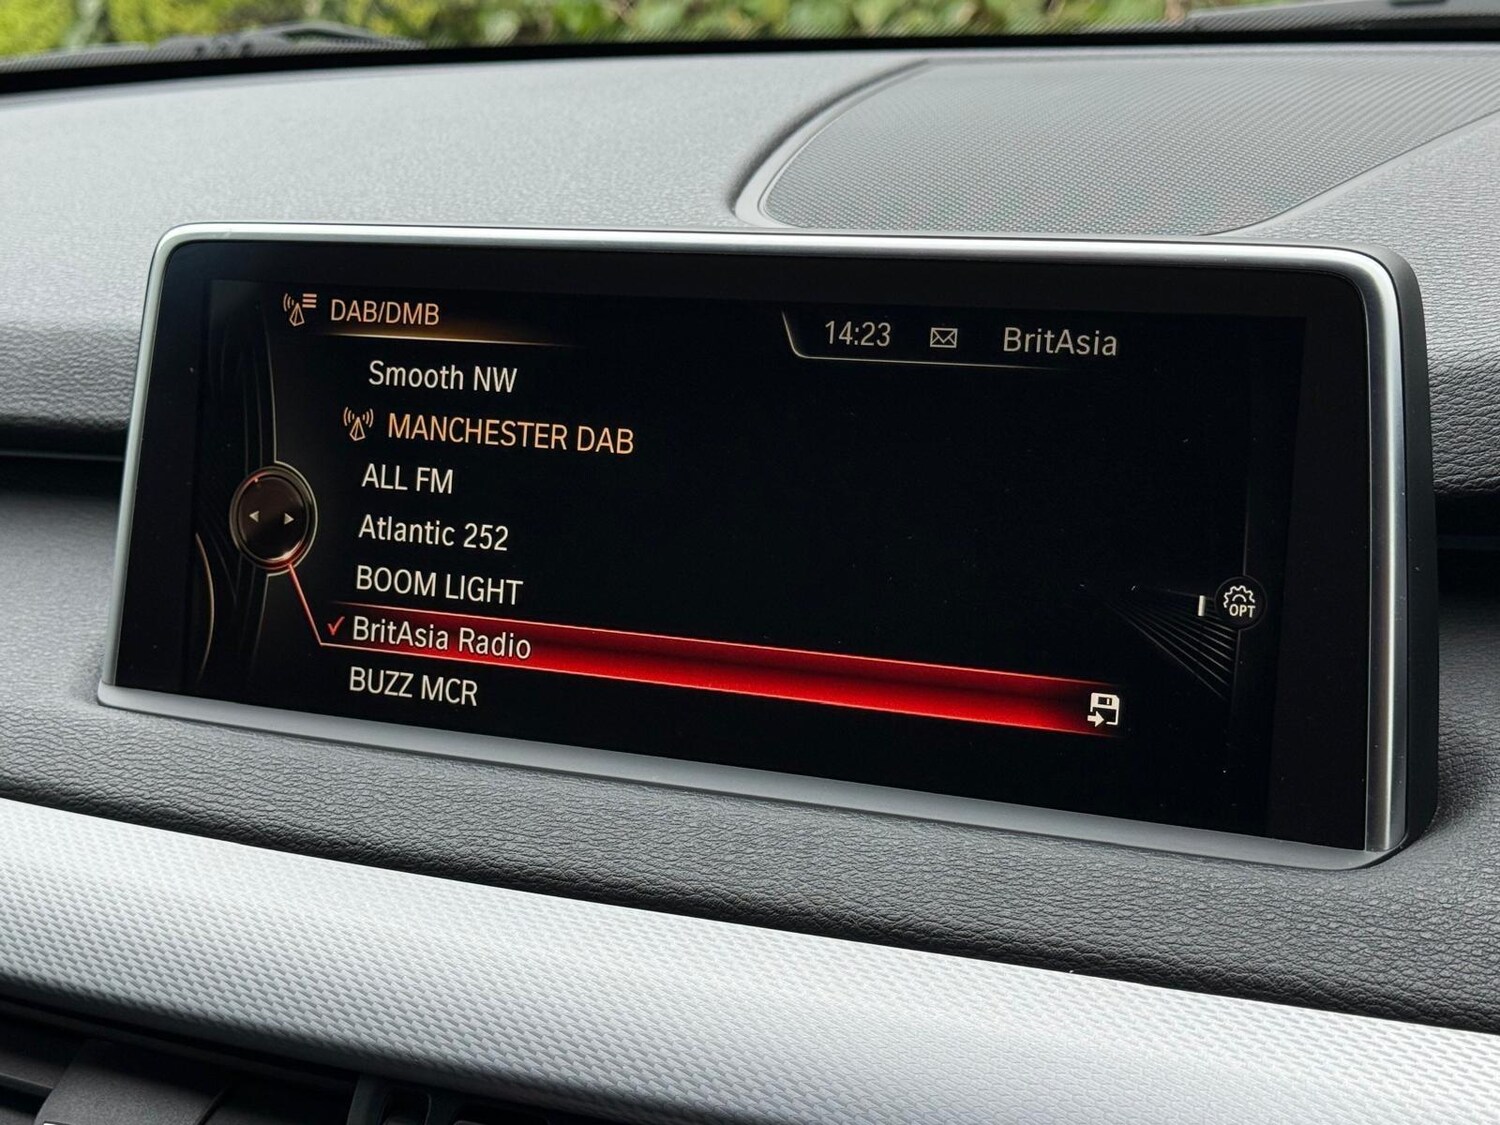 DAB/DMB
14:23 BritAsia
Smooth NW
MANCHESTER DAB
ALL FM
Atlantic 252
BOOM LIGHT
OPT
BritAsia Radio
BUZZ MCR